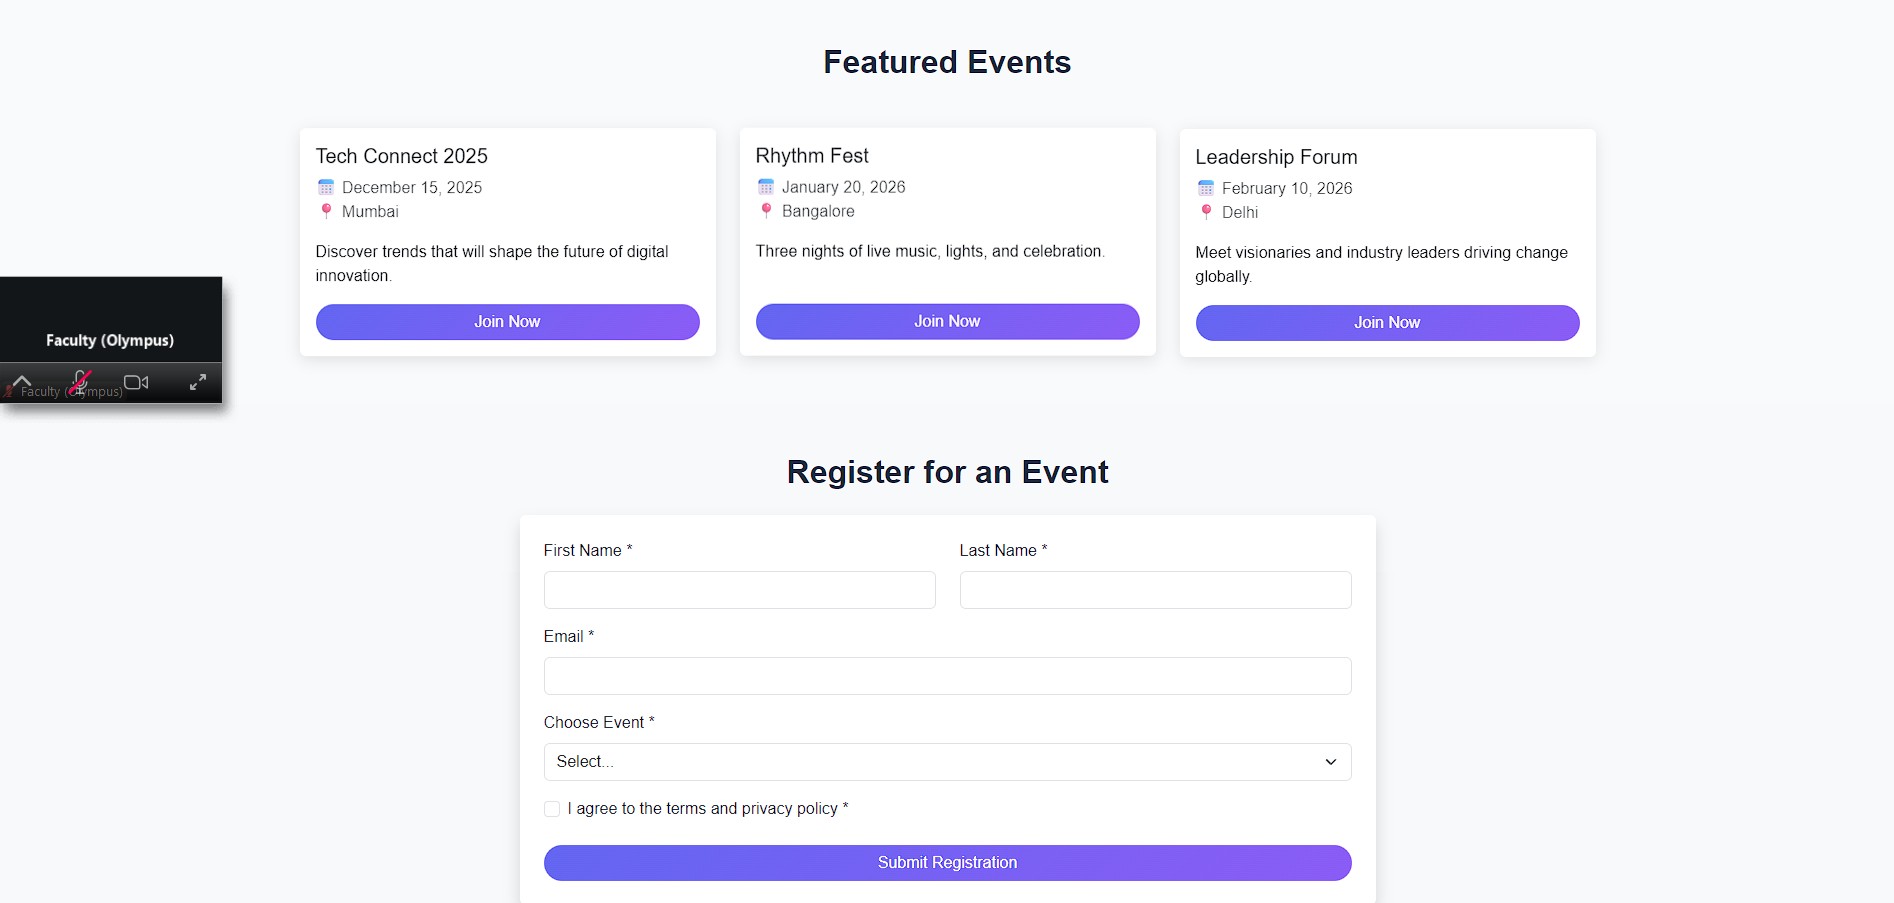 Featured Events
Tech Connect 2025
December 15, 2025
Mumbai
Discover trends that will shape the future of digital
innovation.
Join Now
Rhythm Fest
January 20, 2026
Bangalore
Three nights of live music, lights, and celebration.
Join Now
Leadership Forum
February 10, 2026
Delhi
Meet visionaries and industry leaders driving change
globally.
Join Now
Faculty (Olympus)
Faculty (Olympus)
Register for an Event
First Name *
Last Name *
Email *
Choose Event *
Select...
I agree to the terms and privacy policy *
Submit Registration